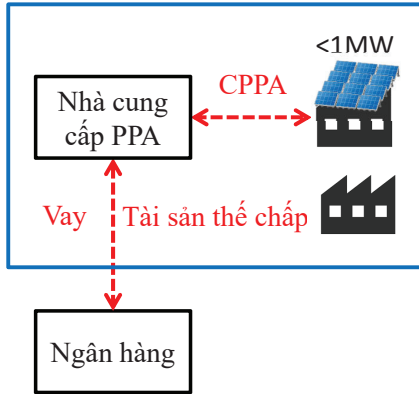 <1MW
Nhà cung
cấp PPA
CPPA
Vay
Tài sản thế chấp
Ngân hàng